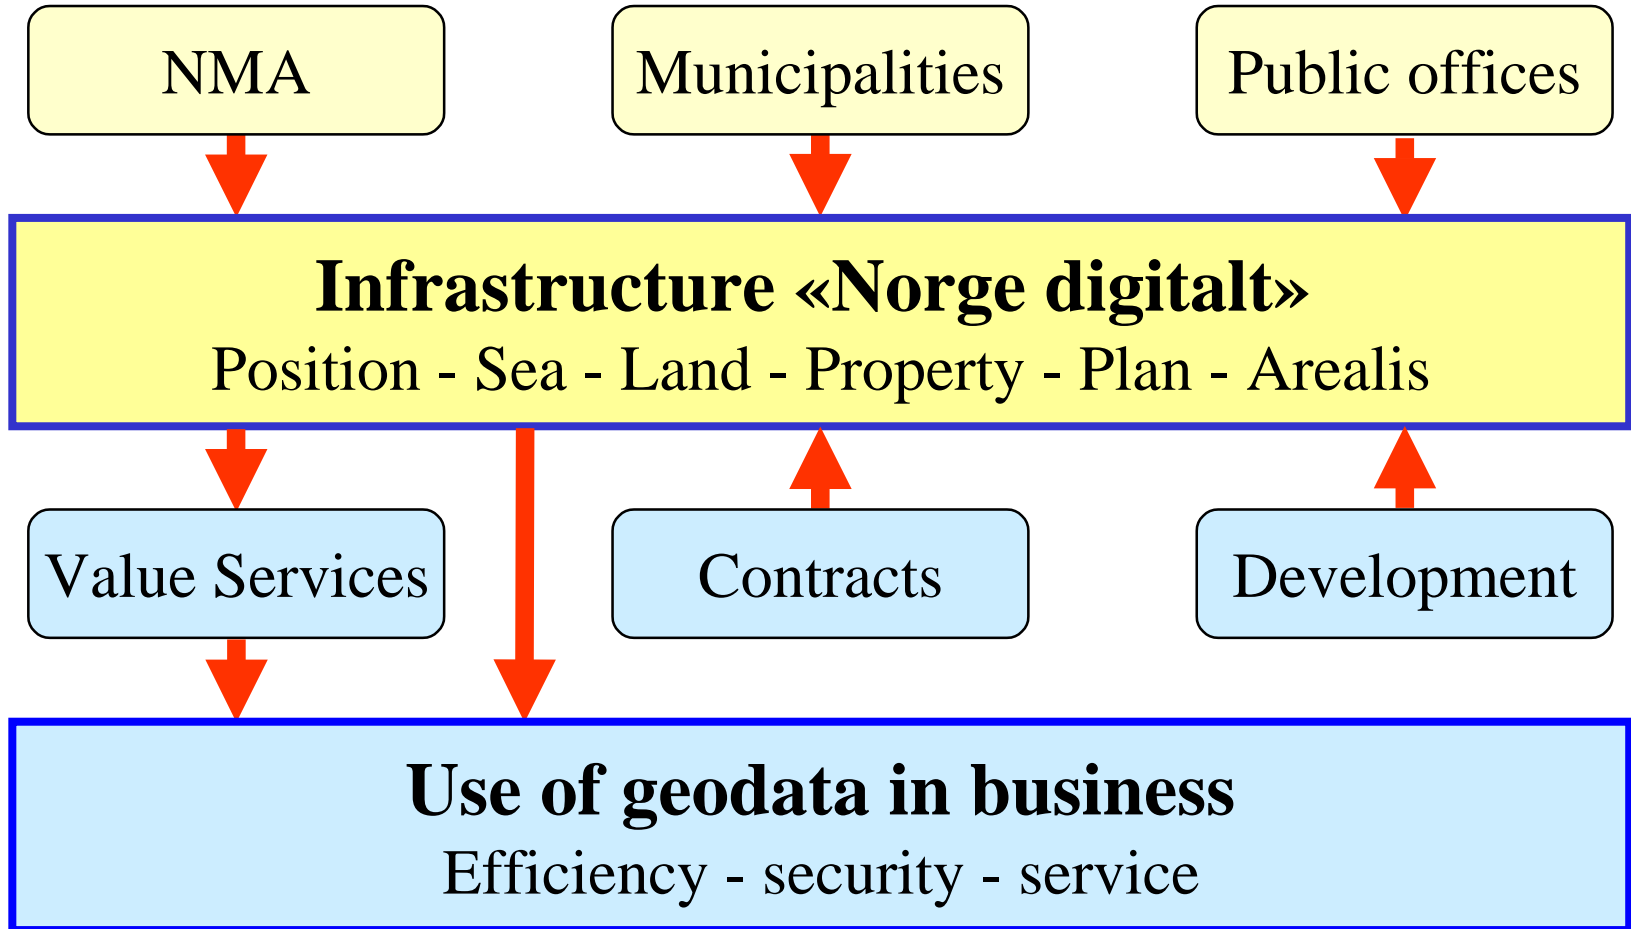 NMA
Municipalities
Public offices
Infrastructure «Norge digitalt»
Position - Sea - Land - Property - Plan - Arealis
Value Services
Contracts
Development
Use of geodata in business
Efficiency - security - service